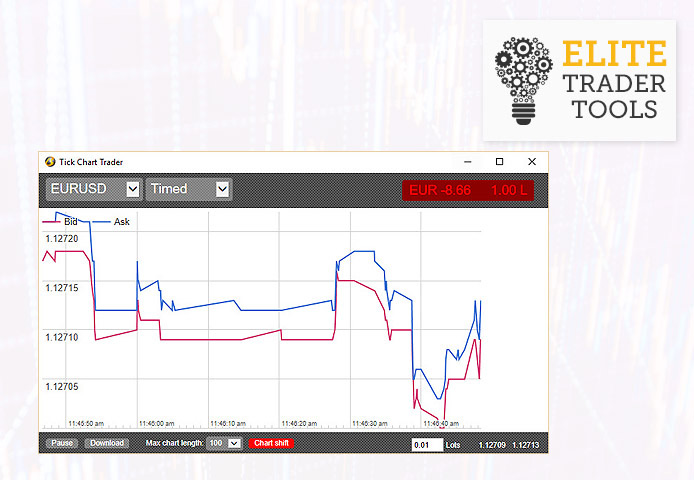 ELITE
TRADER
TOOLS
Tick Chart Trader
EURUSD Timed EUR -8.66 1.00 L
Bid Ask
1.12720
1.12715
1.12710
1.12705
11:45:50 am 11:46:00 am 11:46:10 am 11:46:20 am 11:46:30 am 11:46:40 am
Pause Download Max chart length: 100 Chart shift 0.01 Lots 1.12709 1.12713